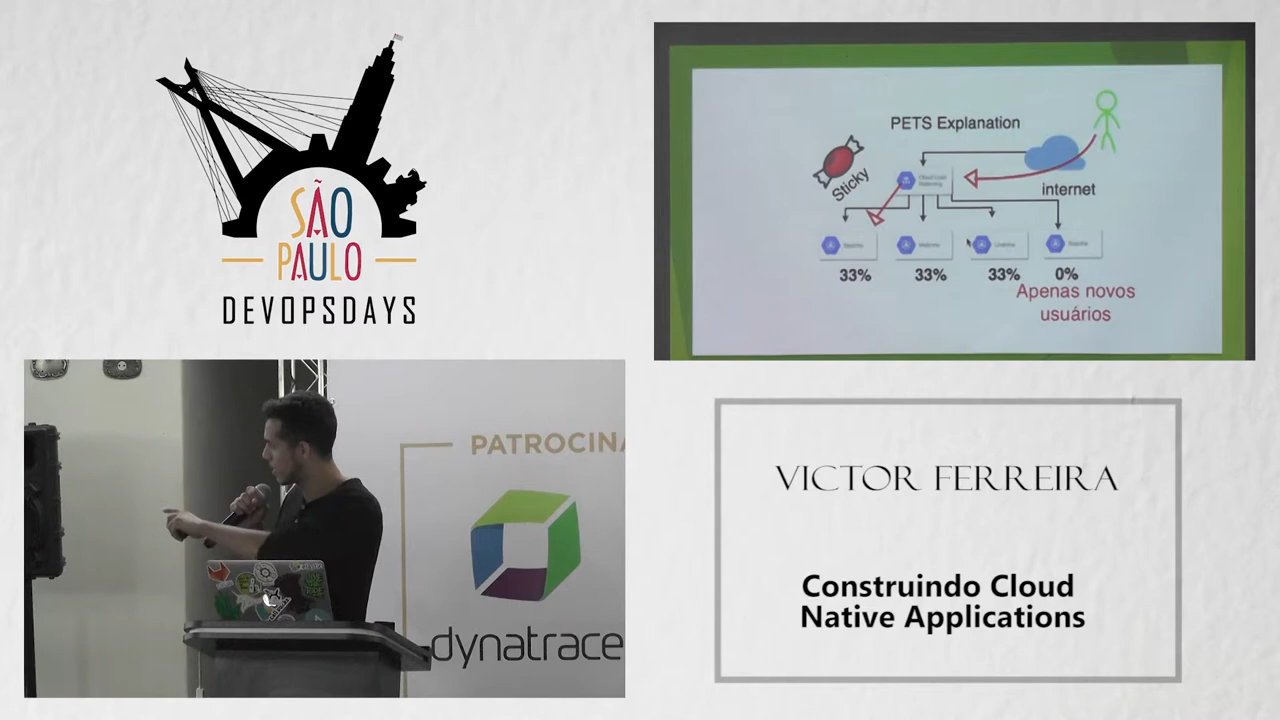 SÃO
PAULO
DEVOPSDAYS
PETS Explanation
Sticky
internet
33%
33%
33%
0%
Apenas novos
usuários
PATROCINA
dynatrace
VICTOR FERREIRA
Construindo Cloud
Native Applications